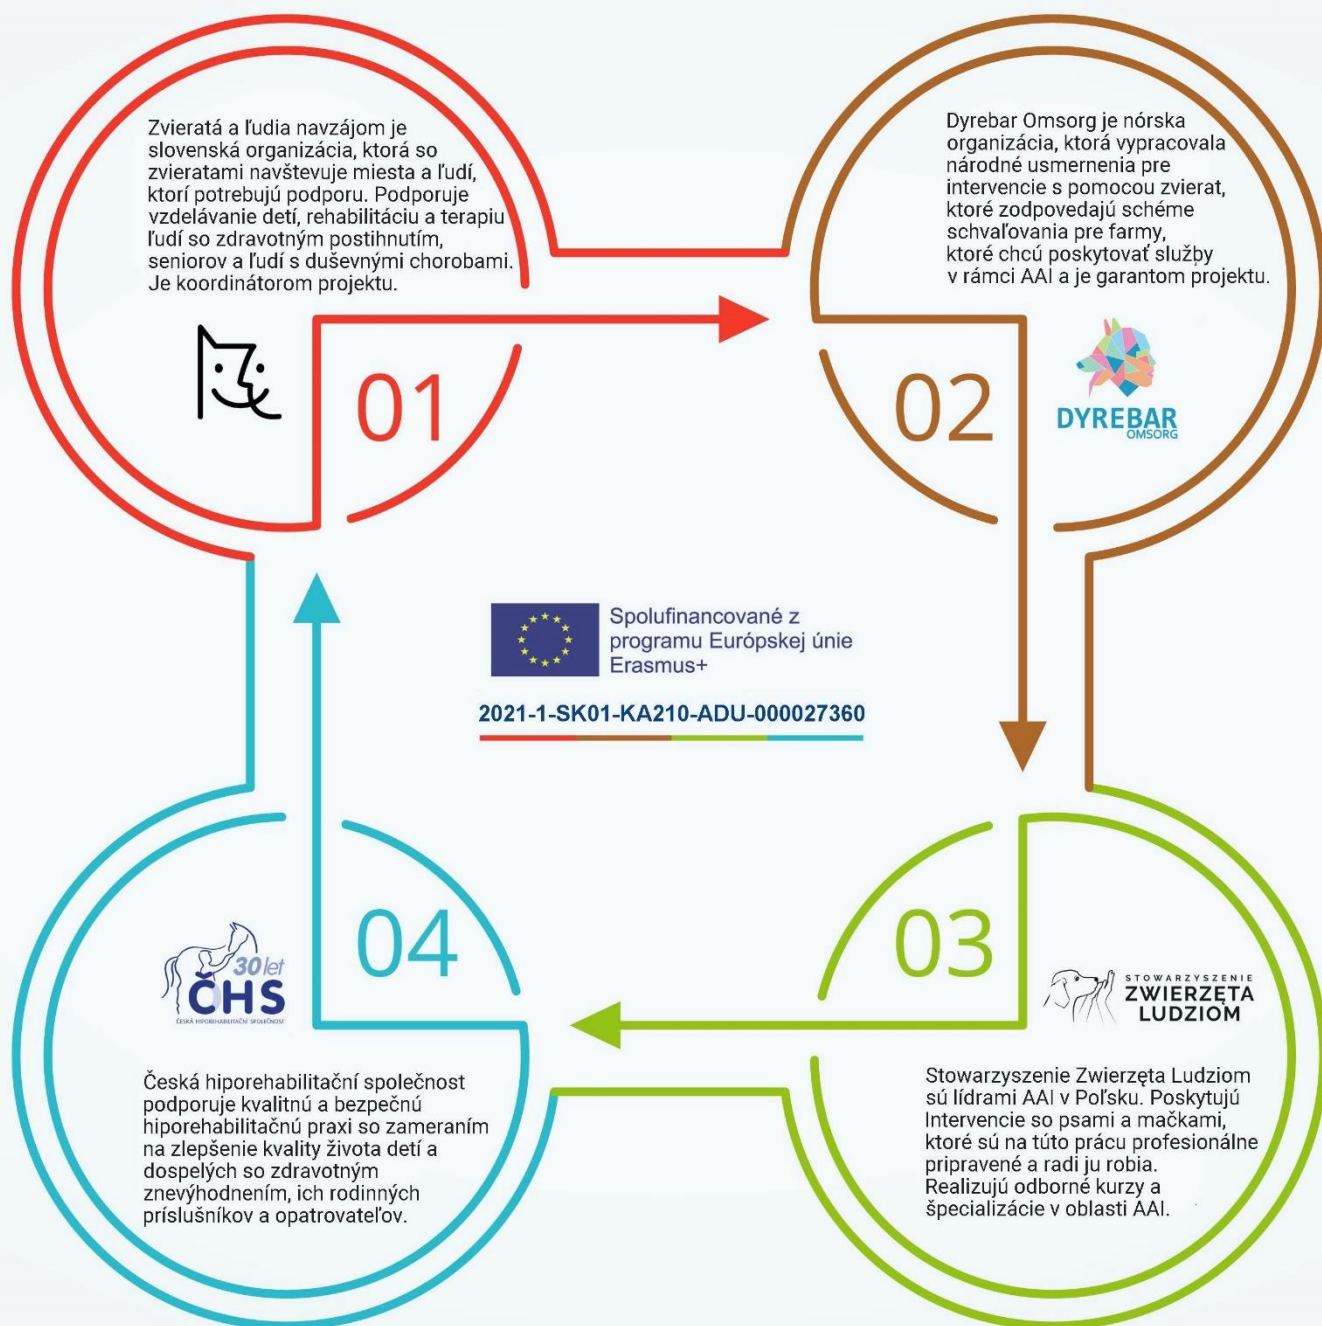 Zvieratá a ľudia navzájom je
slovenská organizácia, ktorá so
zvieratami navštevuje miesta a ľudí,
ktorí potrebujú podporu. Podporuje
vzdelávanie detí, rehabilitáciu a terapiu
ľudí so zdravotným postihnutím,
seniorov a ľudí s duševnými chorobami.
Je koordinátorom projektu.
01
Dyrebar Omsorg je nórska
organizácia, ktorá vypracovala
národné usmernenia pre
intervencie s pomocou zvierat,
ktoré zodpovedajú schéme
schvaľovania pre farmy,
ktoré chcú poskytovať služby
v rámci AAI a je garantom projektu.
02
DYREBAR
OMSORG
Spolufinancované z
programu Európskej únie
Erasmus+
2021-1-SK01-KA210-ADU-000027360
03
STOWARZYSZENIE
ZWIERZĘTA
LUDZIOM
Stowarzyszenie Zwierzęta Ludziom
sú lídrami AAI v Poľsku. Poskytujú
Intervencie so psami a mačkami,
ktoré sú na túto prácu profesionálne
pripravené a radi ju robia.
Realizujú odborné kurzy a
špecializácie v oblasti AAI.
04
30 let
ČHS
ČESKÁ HIPOREHABILITAČNÍ SPOLEČNOST
Česká hiporehabilitační společnost
podporuje kvalitnú a bezpečnú
hiporehabilitačnú praxi so zameraním
na zlepšenie kvality života detí a
dospelých so zdravotným
znevýhodnením, ich rodinných
príslušníkov a opatrovateľov.